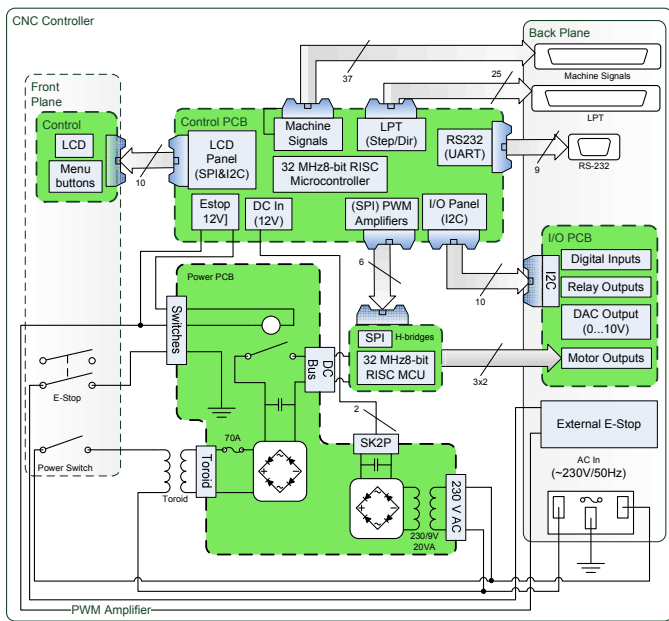 CNC Controller
Back Plane
37
25
Machine Signals
LPT
Front
Plane
Control
LCD
Menu
buttons
10
Control PCB
LCD
Panel
(SPI&I2C)
Machine
Signals
LPT
(Step/Dir)
RS232
(UART)
9
RS-232
32 MHz8-bit RISC
Microcontroller
Estop
12V]
DC In
(12V)
(SPI) PWM
Amplifiers
I/O Panel
(I2C)
6
10
I/O PCB
I2C
Digital Inputs
Relay Outputs
DAC Output
(0...10V)
Motor Outputs
Power PCB
Switches
DC
Bus
SPI
H-bridges
32 MHz8-bit
RISC MCU
3x2
E-Stop
2
External E-Stop
Power Switch
Toroid
70A
Toroid
SK2P
230/9V
20VA
230 V AC
AC In
(~230V/50Hz)
PWM Amplifier